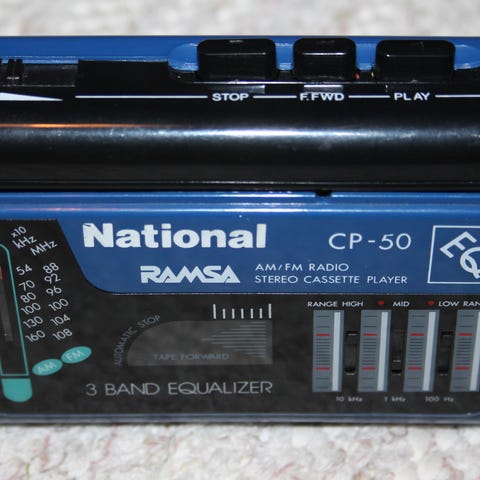 STOP F.FWD PLAY
x10
kHz MHz
54 88
70 92
80 96
100 100
130 104
160 108
AM FM
National CP-50
EQ
RAMSA AM/FM RADIO
STEREO CASSETTE PLAYER
AUTOMATIC STOP
TAPE FORWARD
3 BAND EQUALIZER
RANGE HIGH MID LOW RAN
10 kHz 1 kHz 100 Hz